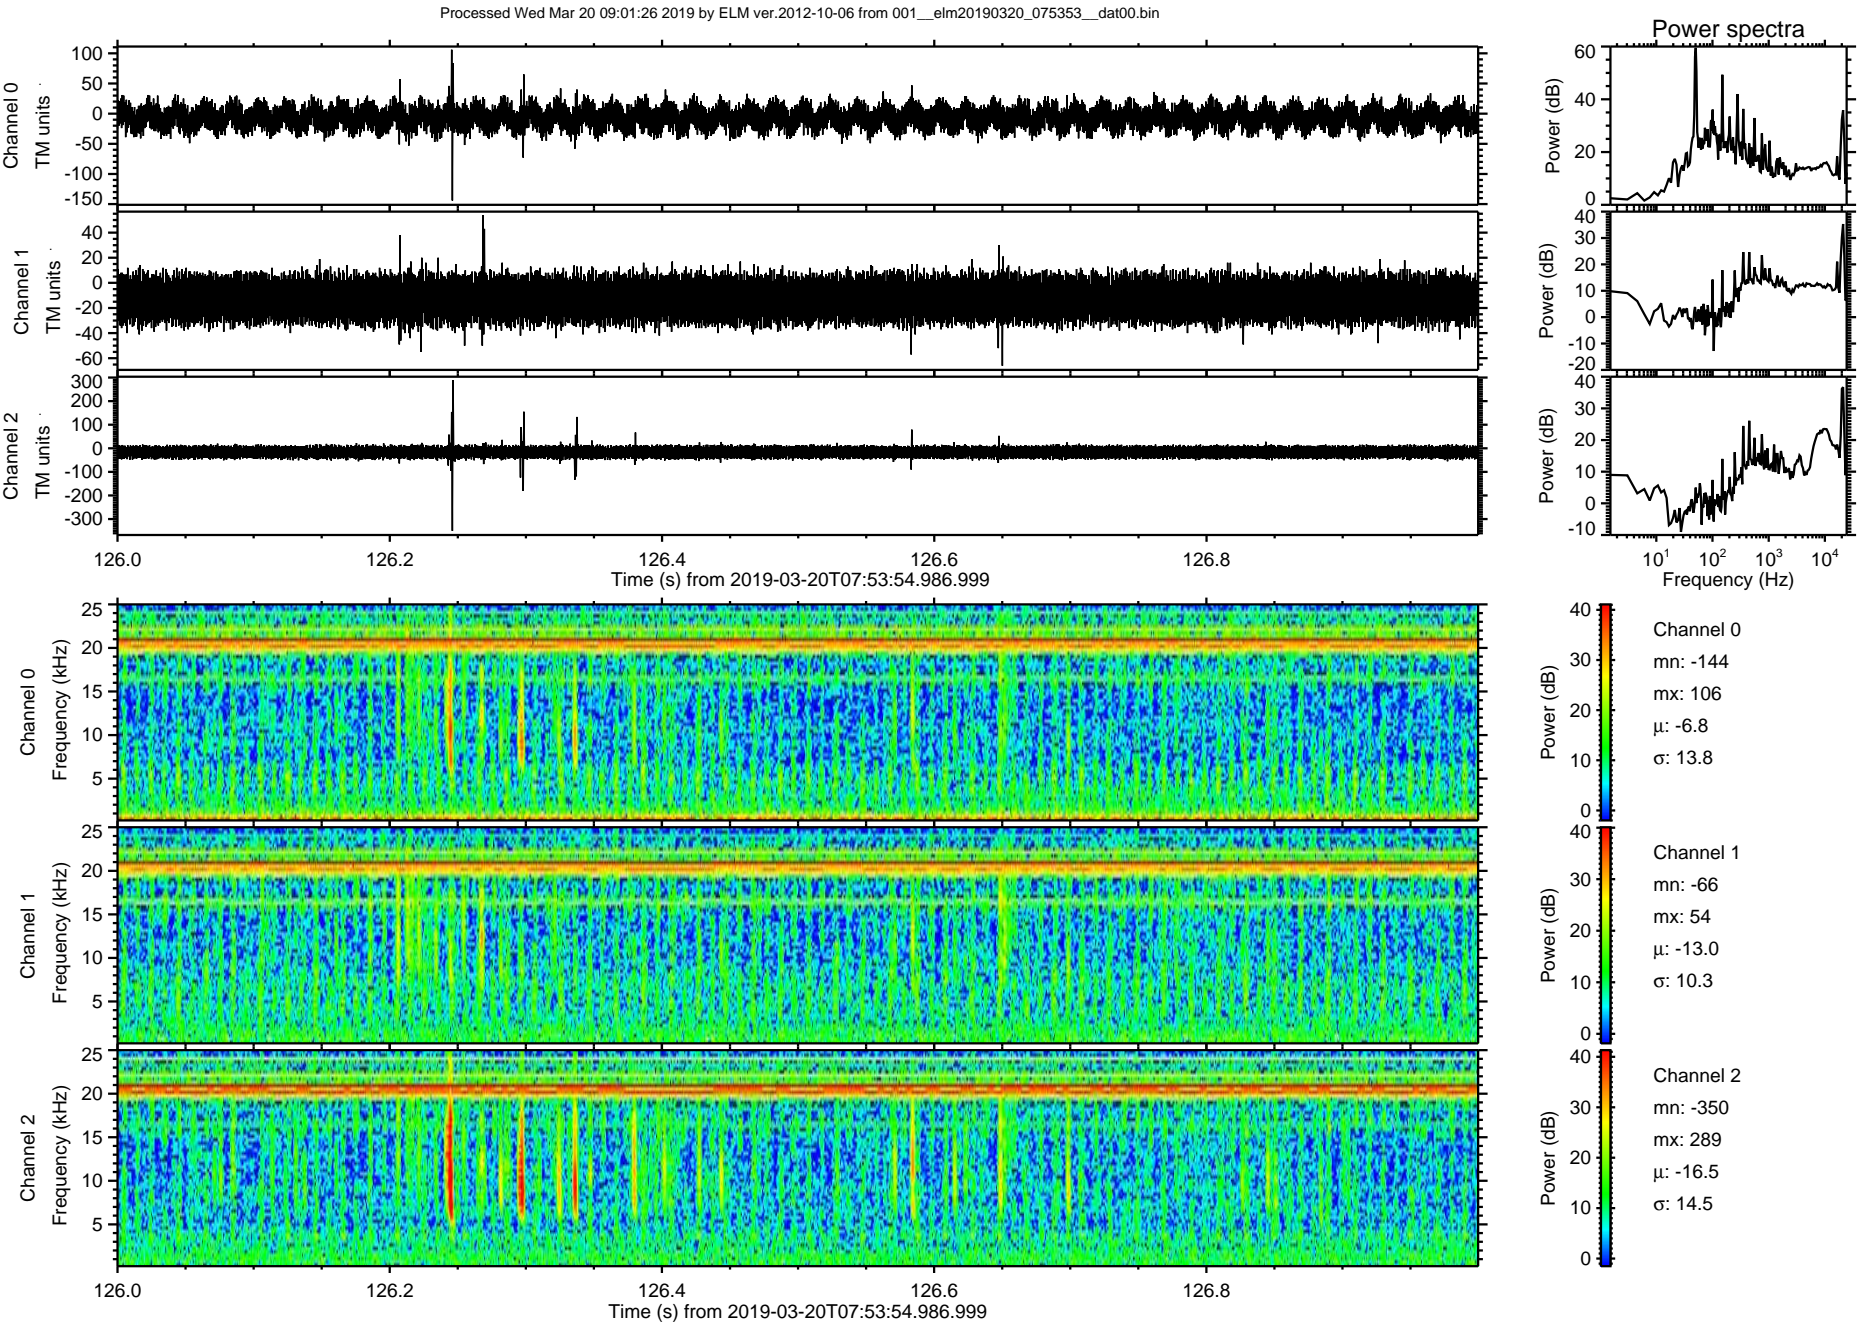 Processed Wed Mar 20 09:01:26 2019 by ELM ver.2012-10-06 from 001__elm20190320_075353__dat00.bin
Power spectra
Channel 0
TM units
100
50
0
-50
-100
-150
Power (dB)
60
40
20
0
Channel 1
TM units
40
20
0
-20
-40
-60
Power (dB)
40
30
20
10
0
-10
-20
Channel 2
TM units
300
200
100
0
-100
-200
-300
Power (dB)
40
30
20
10
0
-10
126.0 126.2 126.4 126.6 126.8
Time (s) from 2019-03-20T07:53:54.986.999
10¹ 10² 10³ 10⁴
Frequency (Hz)
Channel 0
Frequency (kHz)
25
20
15
10
5
Power (dB)
40
30
20
10
0
Channel 0
mn: -144
mx: 106
μ: -6.8
σ: 13.8
Channel 1
Frequency (kHz)
25
20
15
10
5
Power (dB)
40
30
20
10
0
Channel 1
mn: -66
mx: 54
μ: -13.0
σ: 10.3
Channel 2
Frequency (kHz)
25
20
15
10
5
Power (dB)
40
30
20
10
0
Channel 2
mn: -350
mx: 289
μ: -16.5
σ: 14.5
126.0 126.2 126.4 126.6 126.8
Time (s) from 2019-03-20T07:53:54.986.999